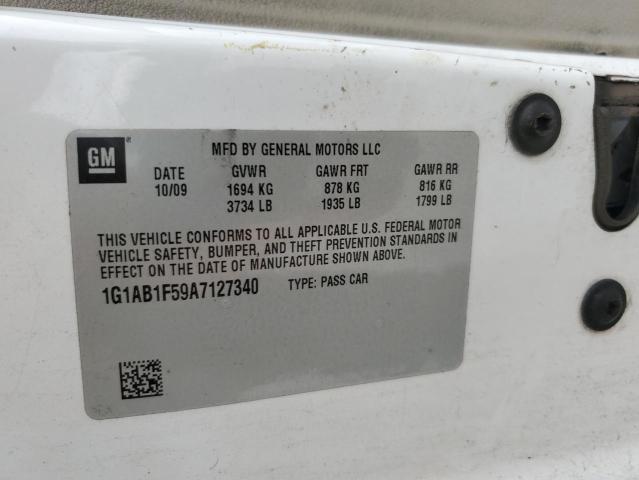 GM
MFD BY GENERAL MOTORS LLC
DATE GVWR GAWR FRT GAWR RR
10/09 1694 KG 878 KG 816 KG
3734 LB 1935 LB 1799 LB
THIS VEHICLE CONFORMS TO ALL APPLICABLE U.S. FEDERAL MOTOR
VEHICLE SAFETY, BUMPER, AND THEFT PREVENTION STANDARDS IN
EFFECT ON THE DATE OF MANUFACTURE SHOWN ABOVE.
1G1AB1F59A7127340 TYPE: PASS CAR